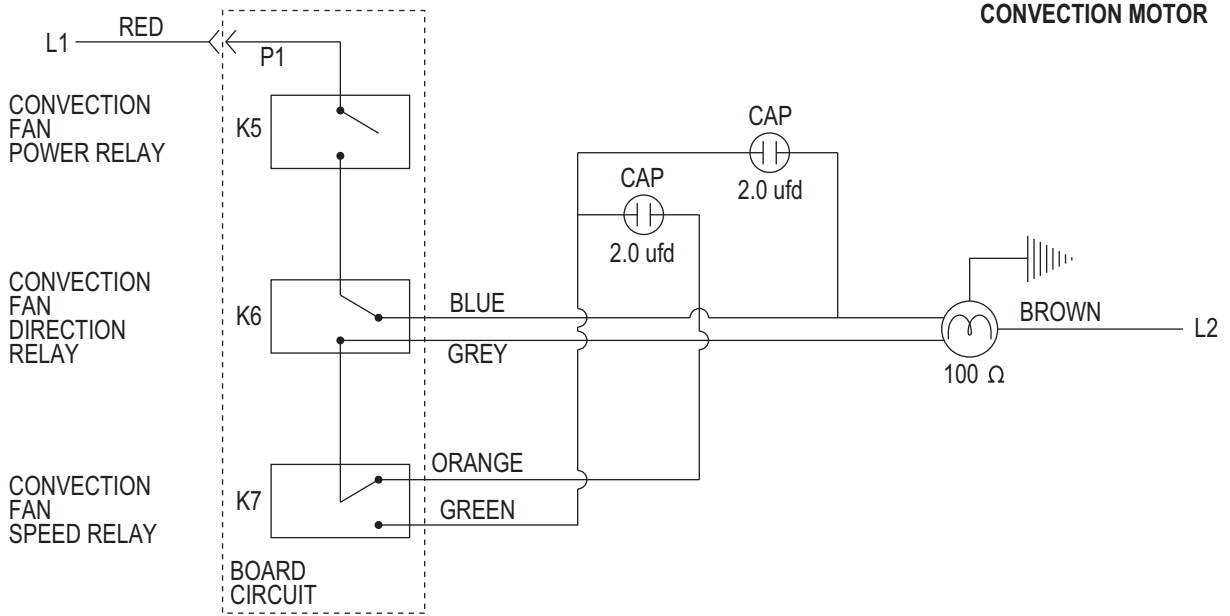 CONVECTION MOTOR
L1
RED
P1
CONVECTION
FAN
POWER RELAY
K5
CAP
2.0 ufd
CAP
2.0 ufd
CONVECTION
FAN
DIRECTION
RELAY
K6
BLUE
GREY
BROWN
L2
100 Ω
CONVECTION
FAN
SPEED RELAY
K7
ORANGE
GREEN
BOARD
CIRCUIT